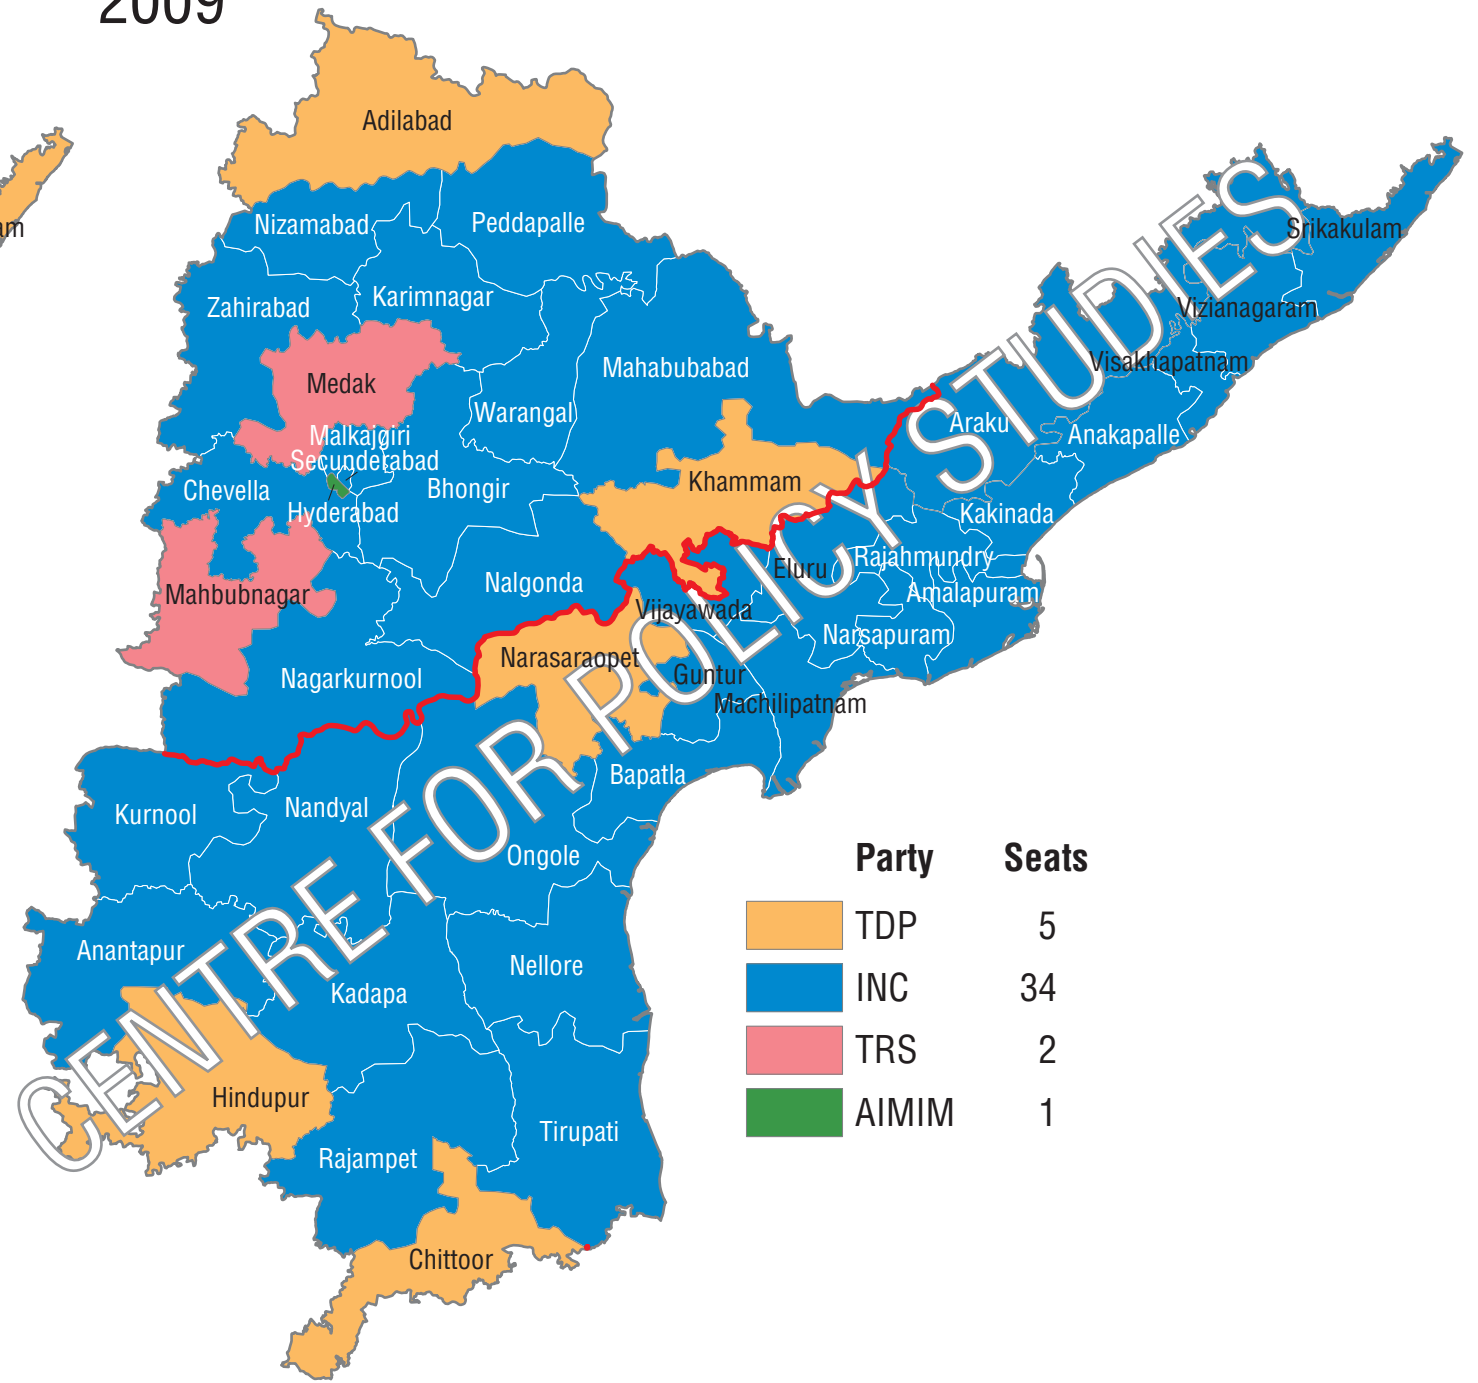 2009
Adilabad
am
Nizamabad
Peddapalle
Srikakulam
Zahirabad
Karimnagar
Vizianagaram
Medak
Mahabubabad
Visakhapatnam
Warangal
Araku
Malkajgiri
Anakapalle
Secunderabad
Chevella
Bhongir
Khammam
Hyderabad
Kakinada
Rajahmundry
Eluru
Nalgonda
Mahbubnagar
Amalapuram
Vijayawada
Narsapuram
Narasaraopet
Nagarkurnool
Guntur
Machilipatnam
Bapatla
Kurnool
Nandyal
Ongole
Anantapur
Nellore
Kadapa
Hindupur
Tirupati
Rajampet
Chittoor
CENTRE FOR POLICY STUDIES
Party Seats
TDP 5
INC 34
TRS 2
AIMIM 1